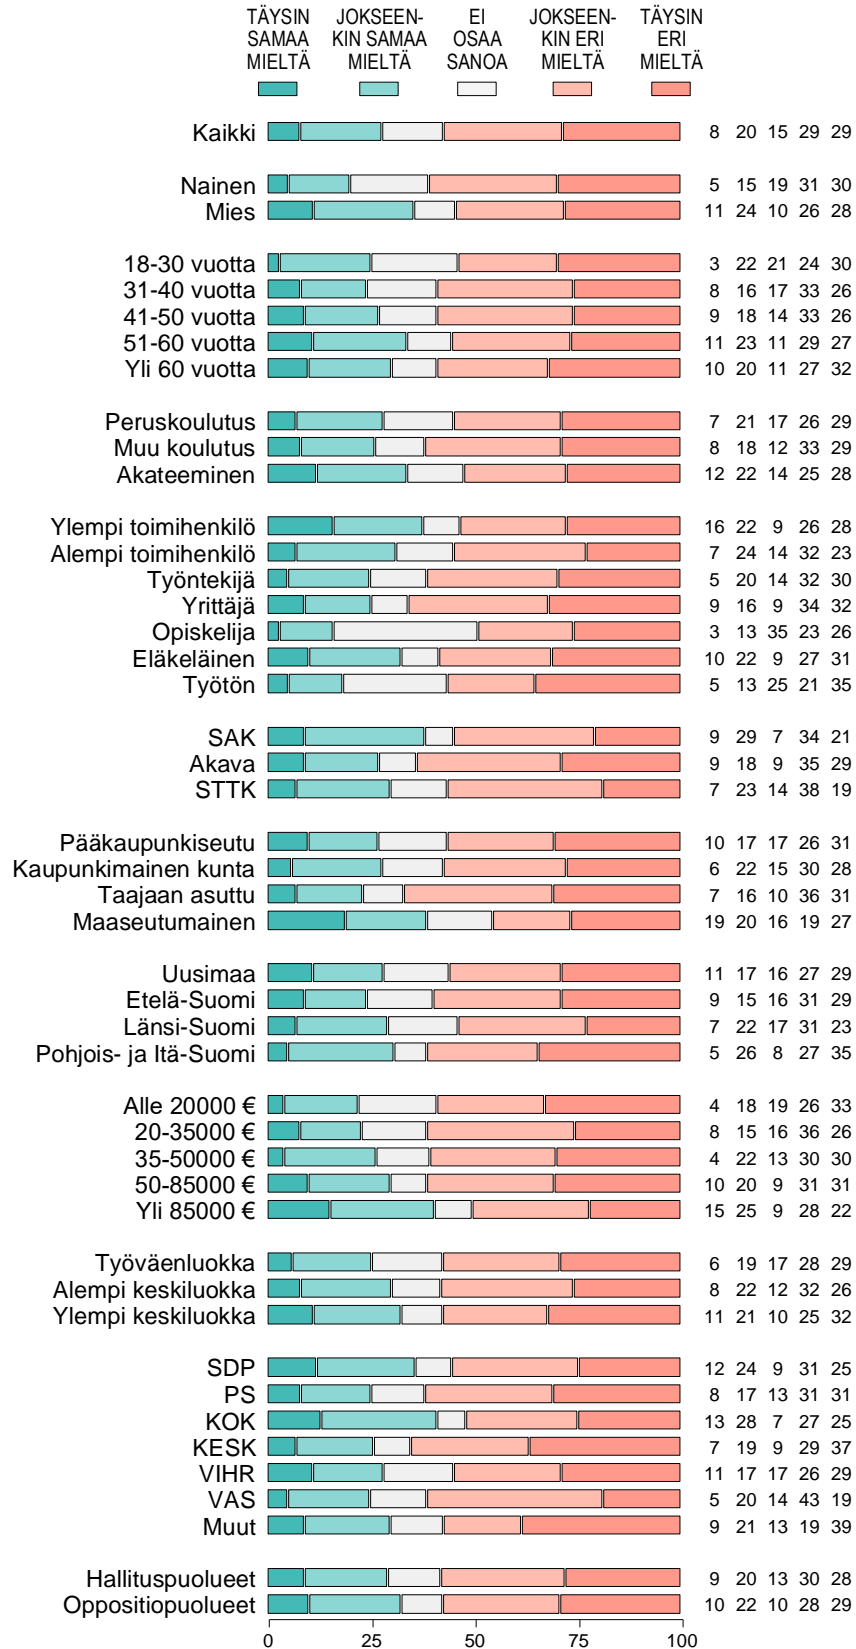 TÄYSIN JOKSEEN- EI JOKSEEN- TÄYSIN
SAMAA KIN SAMAA OSAA KIN ERI ERI
MIELTÄ MIELTÄ SANOA MIELTÄ MIELTÄ
Kaikki 8 20 15 29 29
Nainen 5 15 19 31 30
Mies 11 24 10 26 28
18-30 vuotta 3 22 21 24 30
31-40 vuotta 8 16 17 33 26
41-50 vuotta 9 18 14 33 26
51-60 vuotta 11 23 11 29 27
Yli 60 vuotta 10 20 11 27 32
Peruskoulutus 7 21 17 26 29
Muu koulutus 8 18 12 33 29
Akateeminen 12 22 14 25 28
Ylempi toimihenkilö 16 22 9 26 28
Alempi toimihenkilö 7 24 14 32 23
Työntekijä 5 20 14 32 30
Yrittäjä 9 16 9 34 32
Opiskelija 3 13 35 23 26
Eläkeläinen 10 22 9 27 31
Työtön 5 13 25 21 35
SAK 9 29 7 34 21
Akava 9 18 9 35 29
STTK 7 23 14 38 19
Pääkaupunkiseutu 10 17 17 26 31
Kaupunkimainen kunta 6 22 15 30 28
Taajaan asuttu 7 16 10 36 31
Maaseutumainen 19 20 16 19 27
Uusimaa 11 17 16 27 29
Etelä-Suomi 9 15 16 31 29
Länsi-Suomi 7 22 17 31 23
Pohjois- ja Itä-Suomi 5 26 8 27 35
Alle 20000 € 4 18 19 26 33
20-35000 € 8 15 16 36 26
35-50000 € 4 22 13 30 30
50-85000 € 10 20 9 31 31
Yli 85000 € 15 25 9 28 22
Työväenluokka 6 19 17 28 29
Alempi keskiluokka 8 22 12 32 26
Ylempi keskiluokka 11 21 10 25 32
SDP 12 24 9 31 25
PS 8 17 13 31 31
KOK 13 28 7 27 25
KESK 7 19 9 29 37
VIHR 11 17 17 26 29
VAS 5 20 14 43 19
Muut 9 21 13 19 39
Hallituspuolueet 9 20 13 30 28
Oppositiopuolueet 10 22 10 28 29
0 25 50 75 100